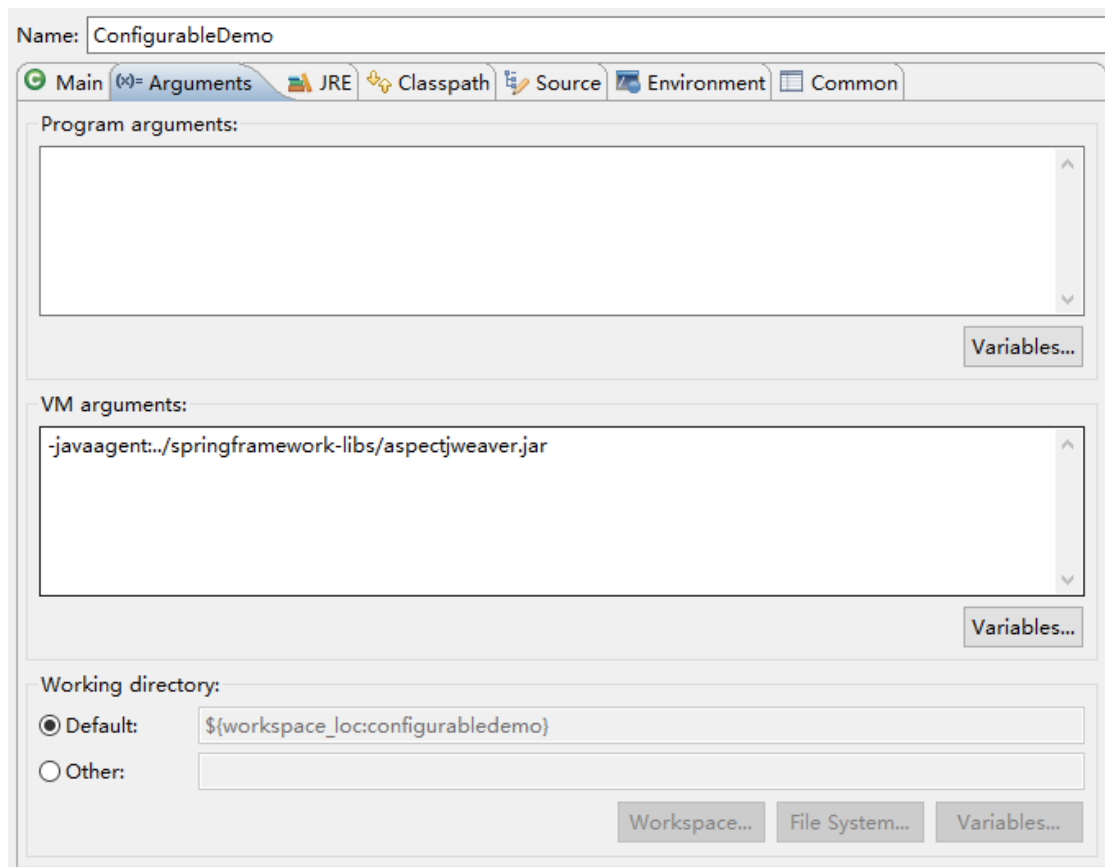 Name: ConfigurableDemo
Main (x)= Arguments JRE Classpath Source Environment Common
Program arguments:
Variables...
VM arguments:
-javaagent:../springframework-libs/aspectjweaver.jar
Variables...
Working directory:
Default: ${workspace_loc:configurabledemo}
Other:
Workspace... File System... Variables...